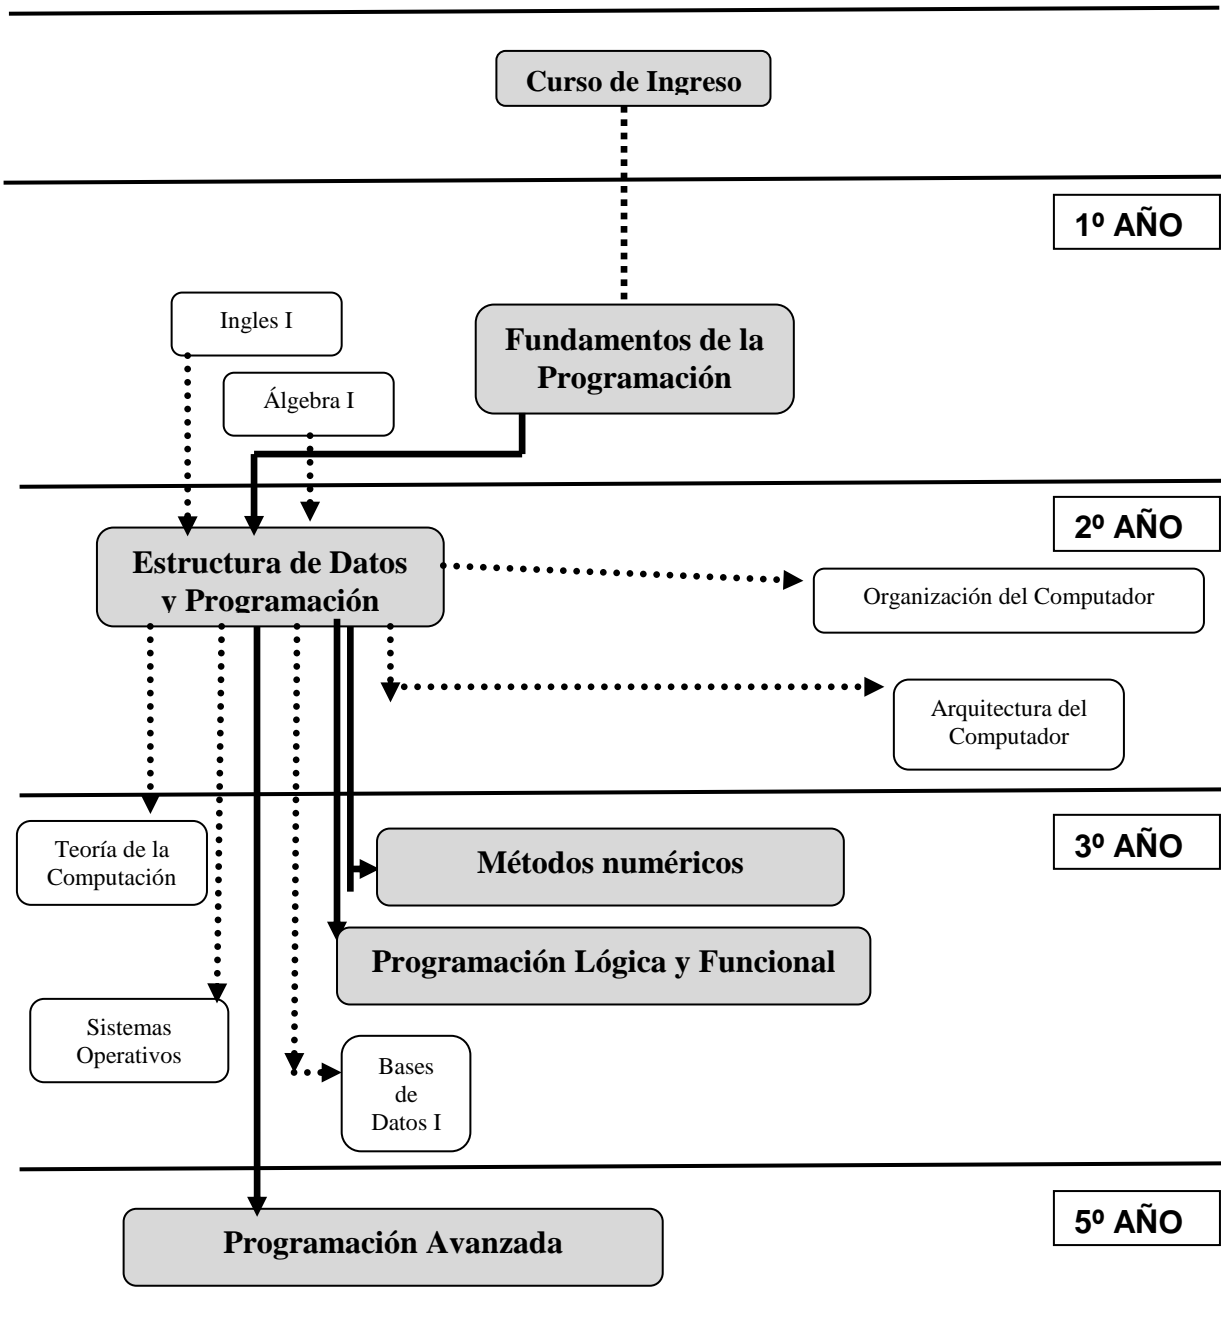 Curso de Ingreso
1º AÑO
Ingles I
Fundamentos de la
Programación
Álgebra I
2º AÑO
Estructura de Datos
y Programación
Organización del Computador
Arquitectura del
Computador
3º AÑO
Teoría de la
Computación
Métodos numéricos
Programación Lógica y Funcional
Sistemas
Operativos
Bases
de
Datos I
5º AÑO
Programación Avanzada